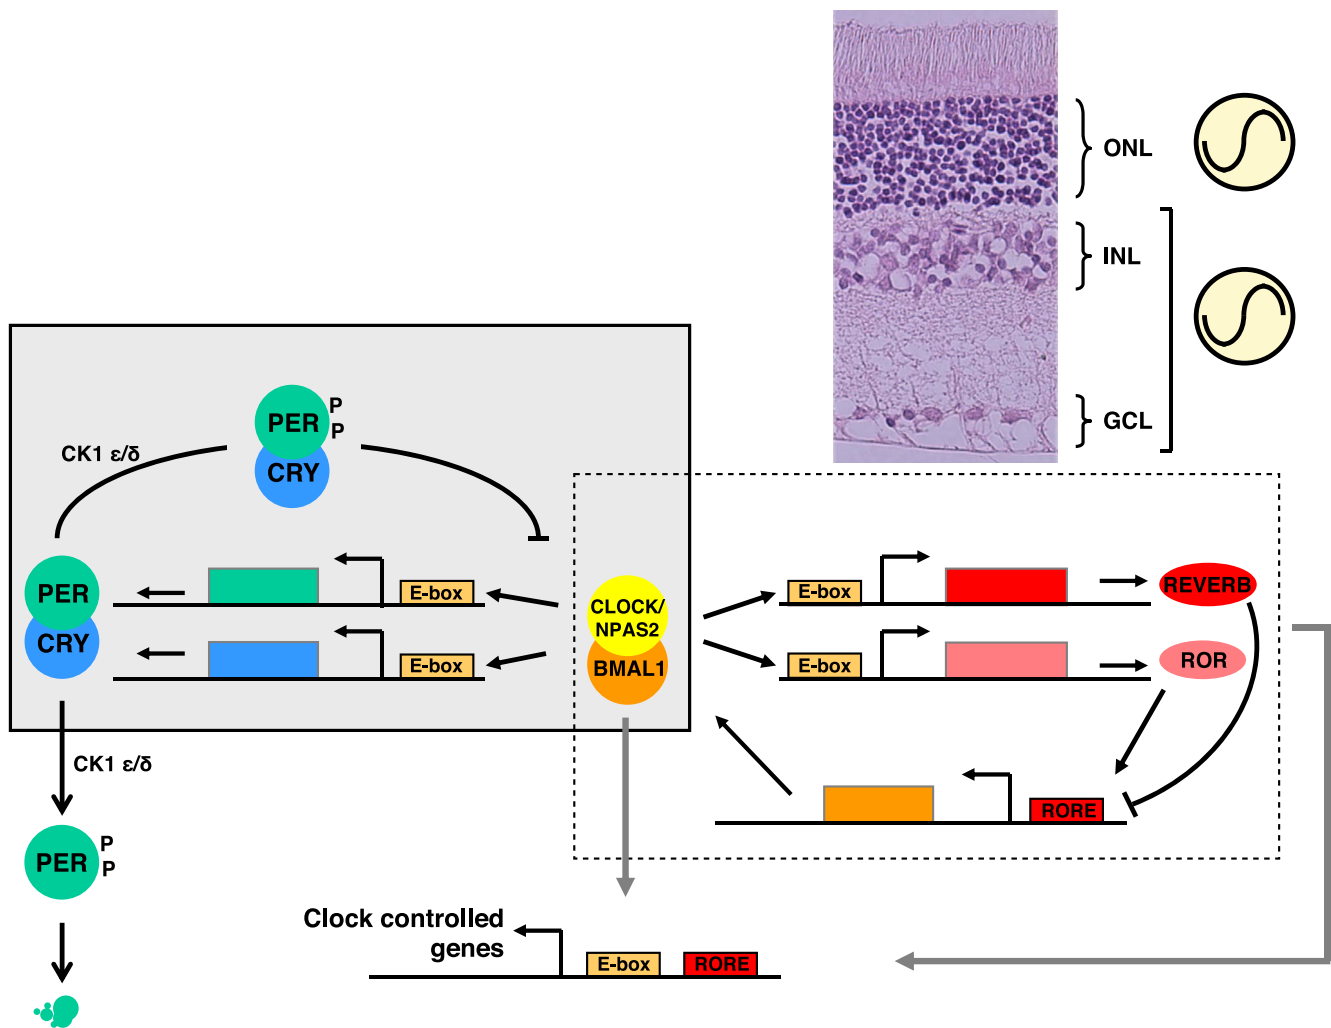 ONL
INL
GCL
P
PER
P
CK1 ε/δ
CRY
PER
CRY
E-box
E-box
CLOCK/
NPAS2
BMAL1
E-box
REVERB
E-box
ROR
RORE
CK1 ε/δ
PER
P
P
Clock controlled
genes
E-box
RORE